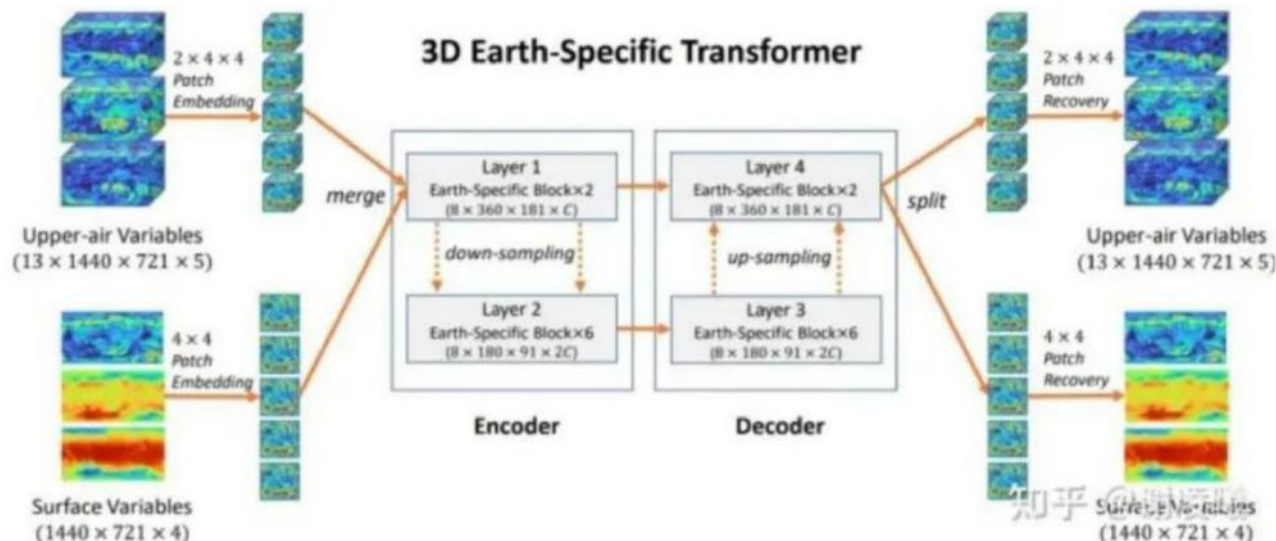 3D Earth-Specific Transformer
2 × 4 × 4
Patch
Embedding
Upper-air Variables
(13 × 1440 × 721 × 5)
4 × 4
Patch
Embedding
Surface Variables
(1440 × 721 × 4)
merge
Layer 1
Earth-Specific Block×2
(8 × 360 × 181 × C)
down-sampling
Layer 2
Earth-Specific Block×6
(8 × 180 × 91 × 2C)
Encoder
Layer 4
Earth-Specific Block×2
(8 × 360 × 181 × C)
up-sampling
Layer 3
Earth-Specific Block×6
(8 × 180 × 91 × 2C)
Decoder
split
2 × 4 × 4
Patch
Recovery
Upper-air Variables
(13 × 1440 × 721 × 5)
4 × 4
Patch
Recovery
Surface Variables
(1440 × 721 × 4)
知乎